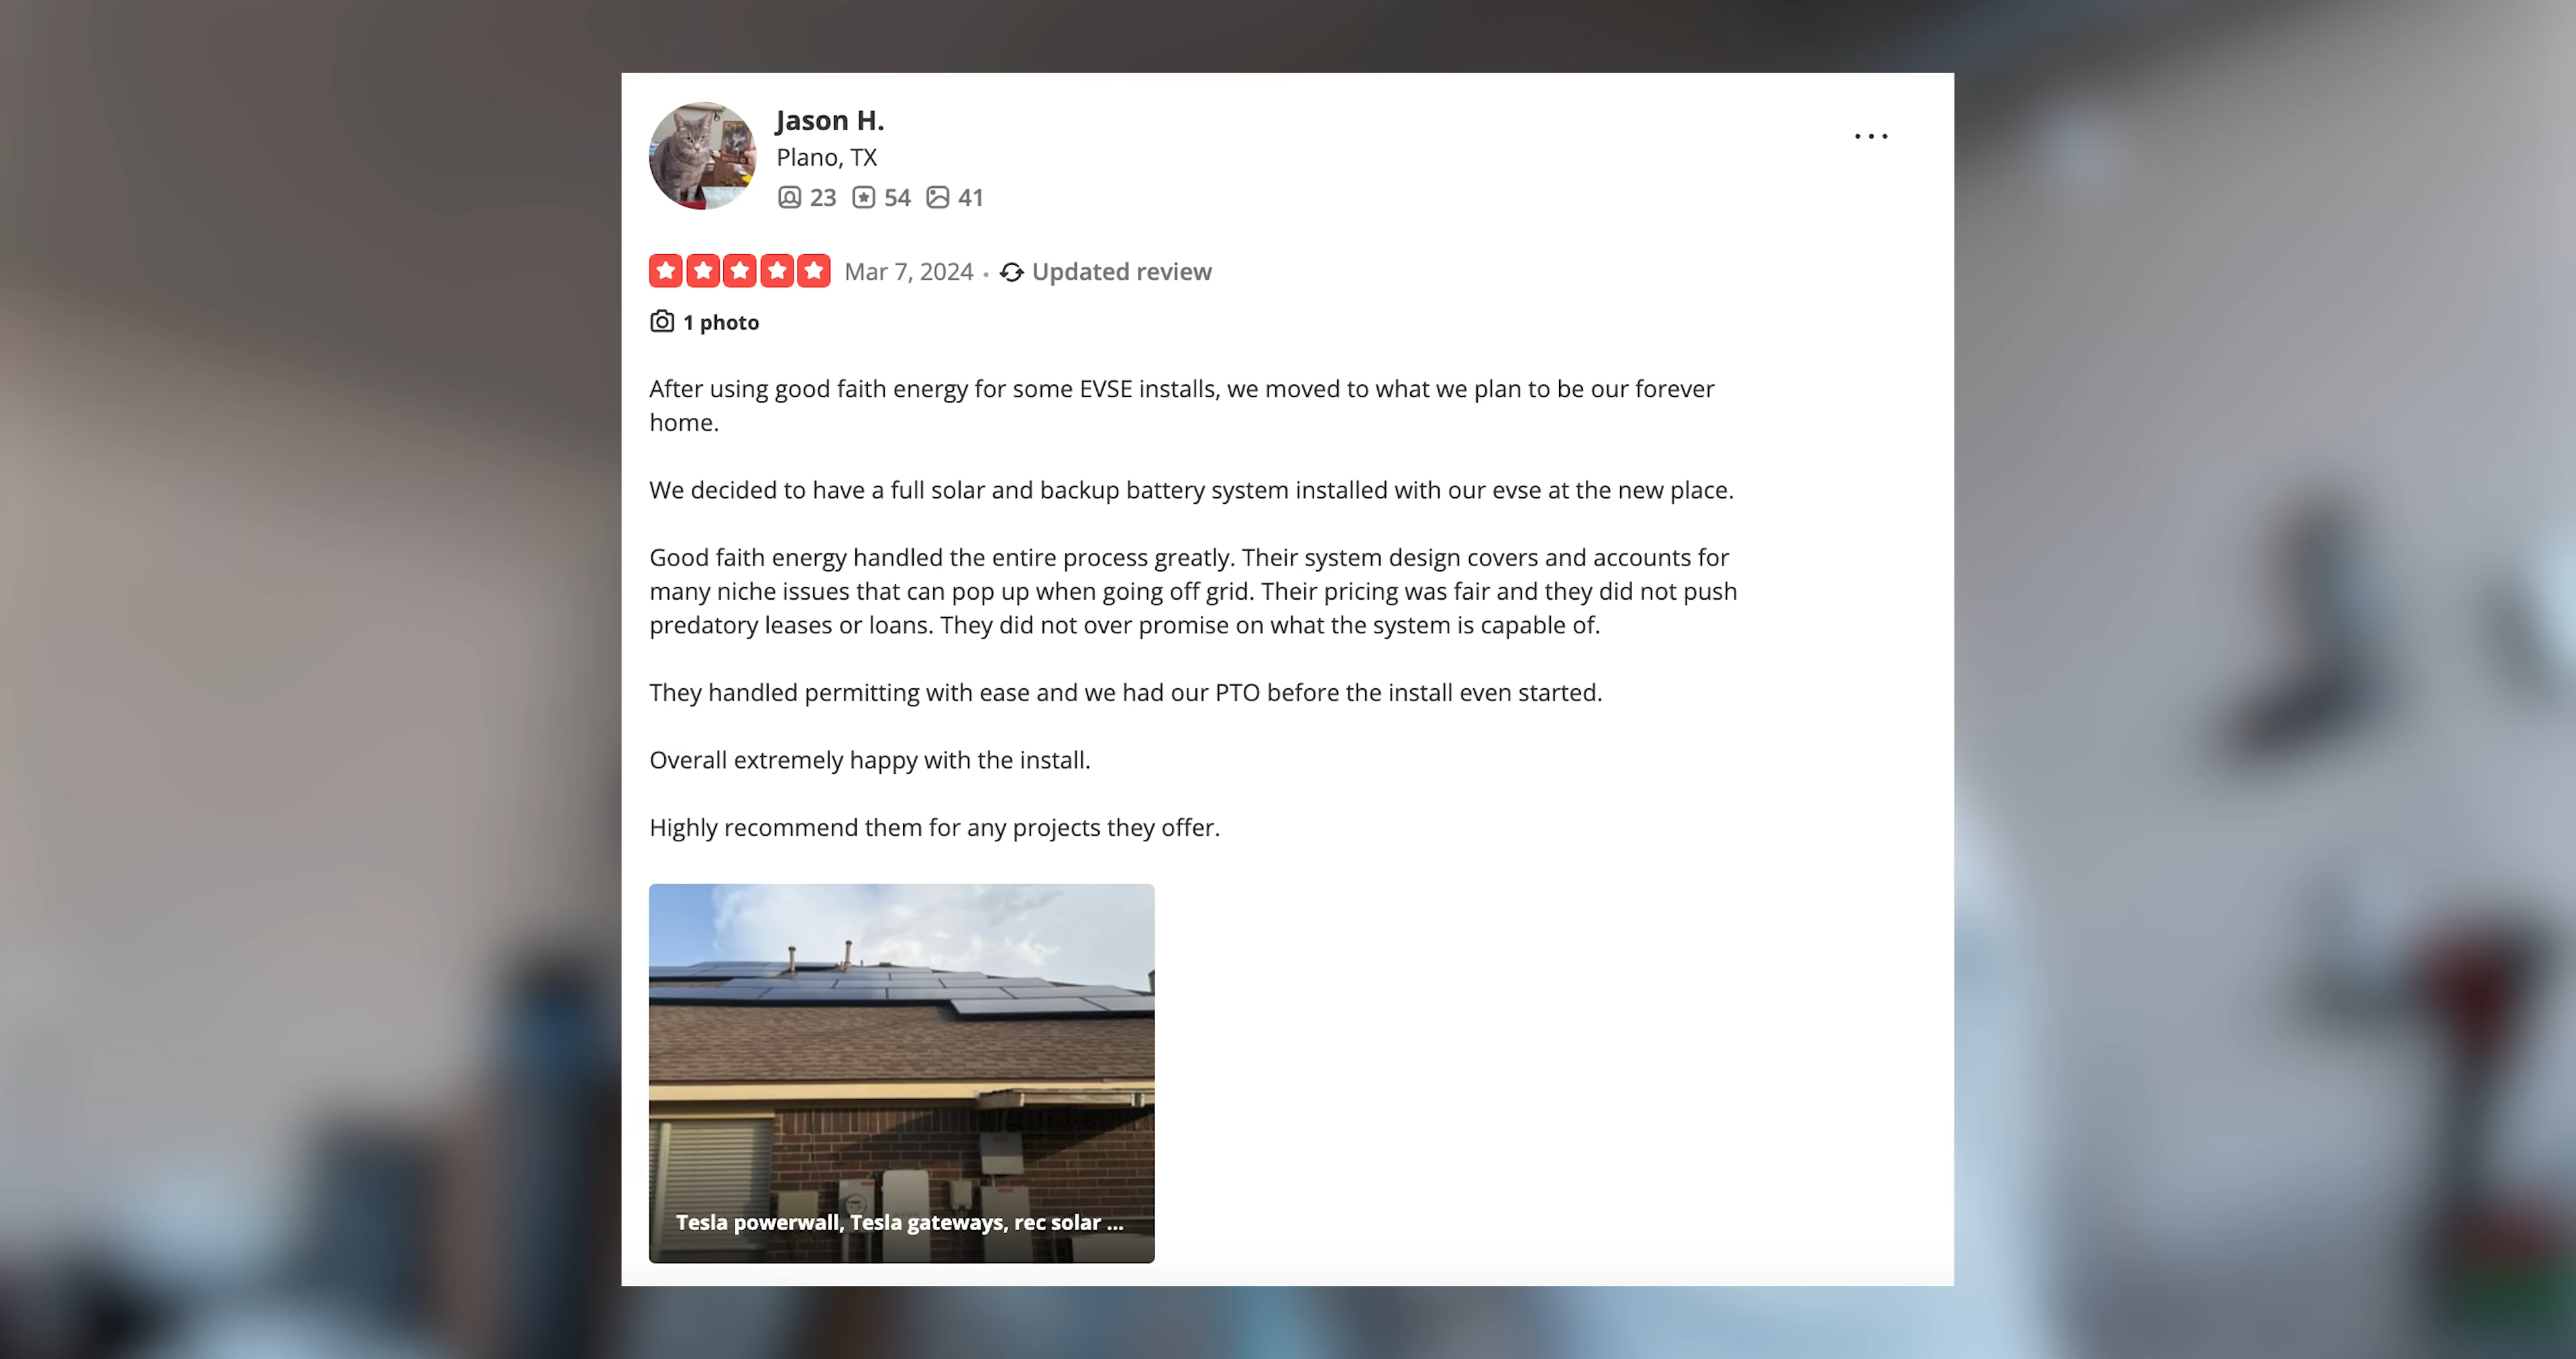 Jason H.
Plano, TX
23 54 41
Mar 7, 2024 • Updated review
1 photo
After using good faith energy for some EVSE installs, we moved to what we plan to be our forever
home.
We decided to have a full solar and backup battery system installed with our evse at the new place.
Good faith energy handled the entire process greatly. Their system design covers and accounts for
many niche issues that can pop up when going off grid. Their pricing was fair and they did not push
predatory leases or loans. They did not over promise on what the system is capable of.
They handled permitting with ease and we had our PTO before the install even started.
Overall extremely happy with the install.
Highly recommend them for any projects they offer.
Tesla powerwall, Tesla gateways, rec solar ...